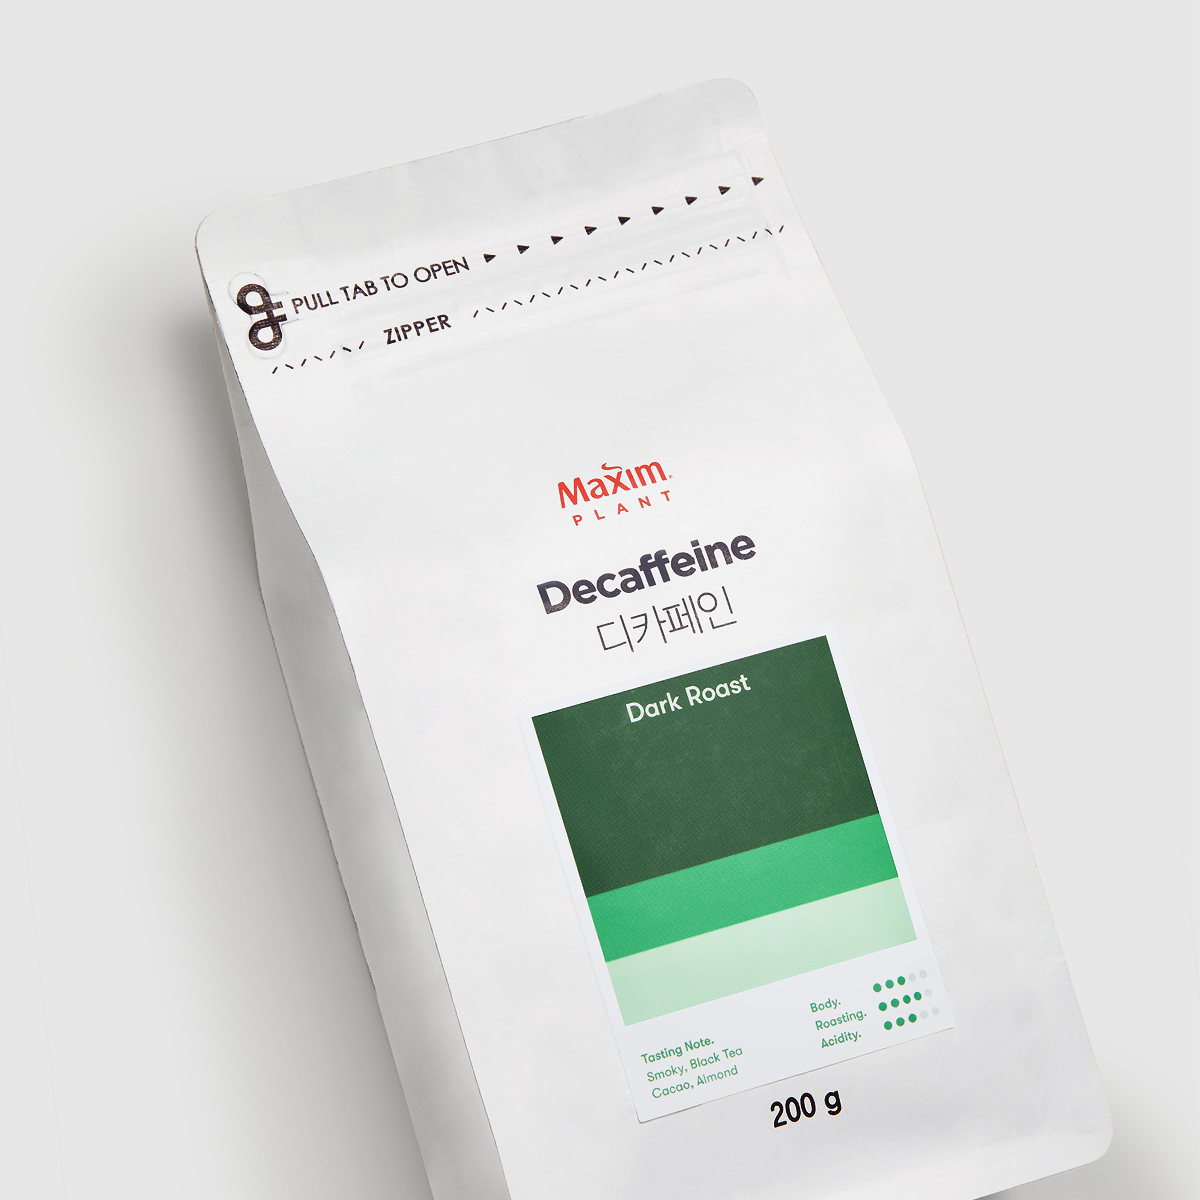 PULL TAB TO OPEN
ZIPPER
Maxim
PLANT
Decaffeine
디카페인
Dark Roast
Tasting Note.
Smoky, Black Tea
Cacao, Almond
Body.
Roasting.
Acidity.
200 g